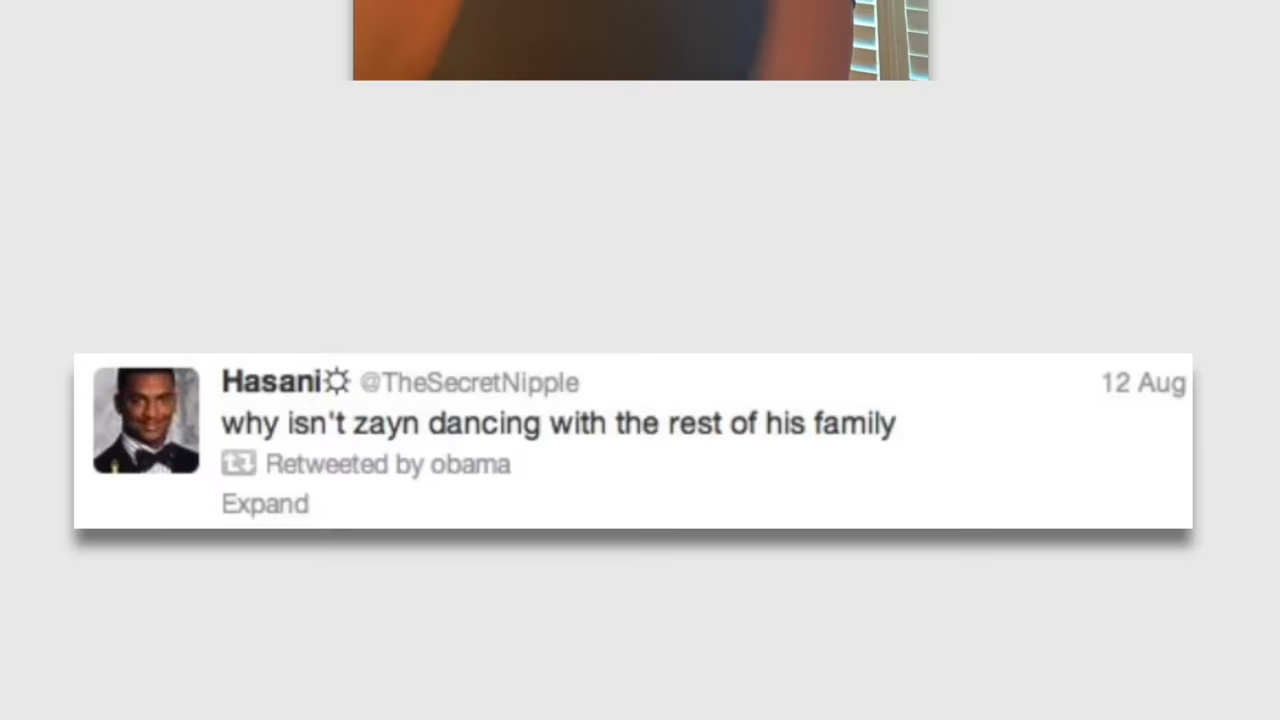 Hasani☼ @TheSecretNipple 12 Aug
why isn't zayn dancing with the rest of his family
Retweeted by obama
Expand